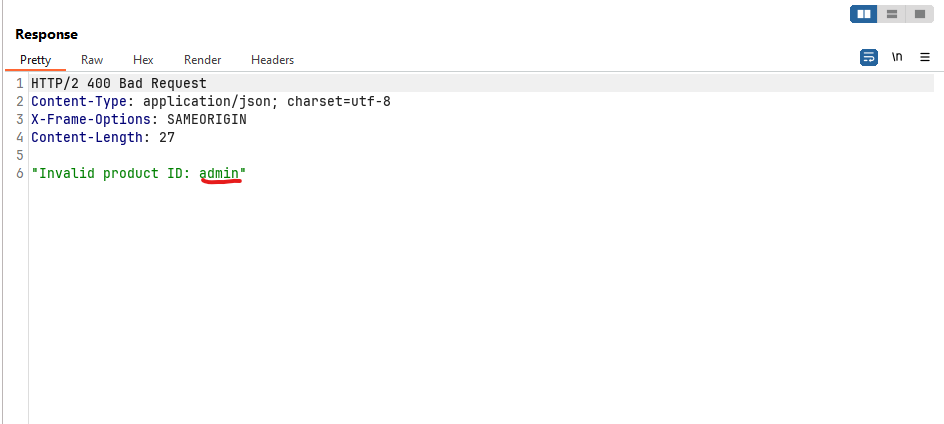 Response
Pretty Raw Hex Render Headers
\n
1 HTTP/2 400 Bad Request
2 Content-Type: application/json; charset=utf-8
3 X-Frame-Options: SAMEORIGIN
4 Content-Length: 27
5
6 "Invalid product ID: admin"